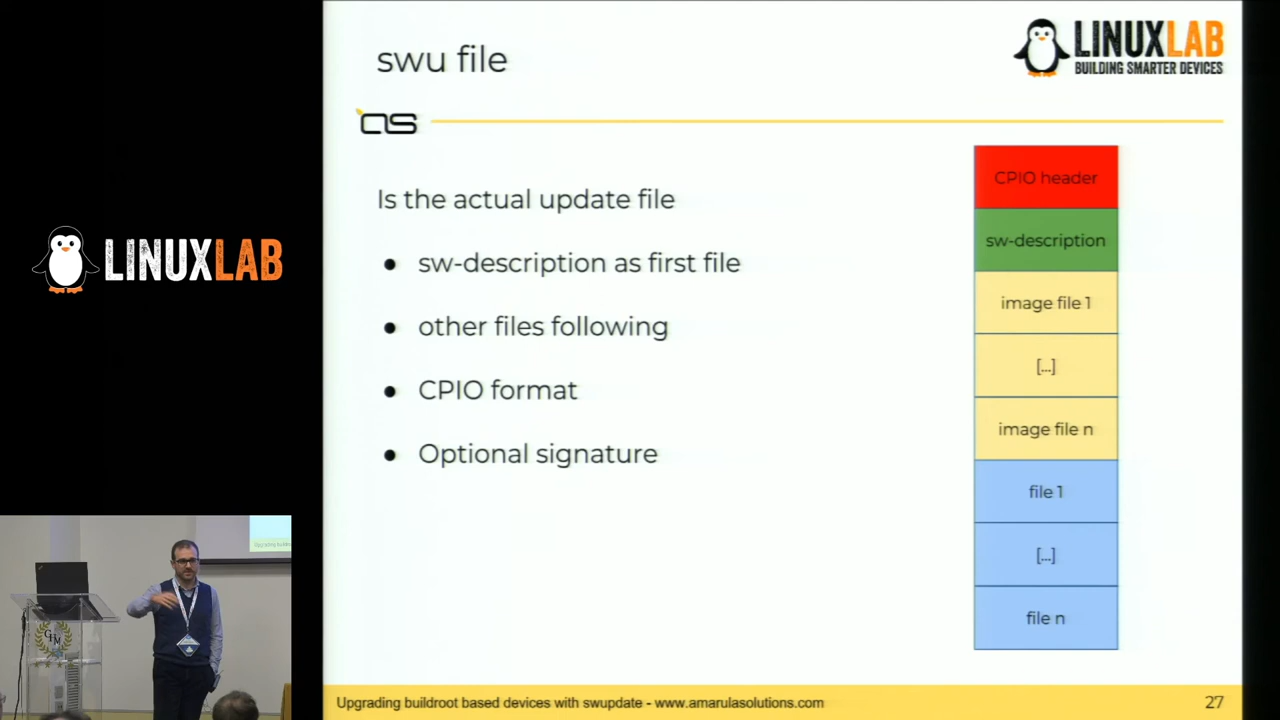 LINUXLAB
swu file
LINUXLAB
BUILDING SMARTER DEVICES
as
Is the actual update file
● sw-description as first file
● other files following
● CPIO format
● Optional signature
CPIO header
sw-description
image file 1
[...]
image file n
file 1
[...]
file n
GHM
Upgrading buildroot based devices with swupdate - www.amarulasolutions.com
27